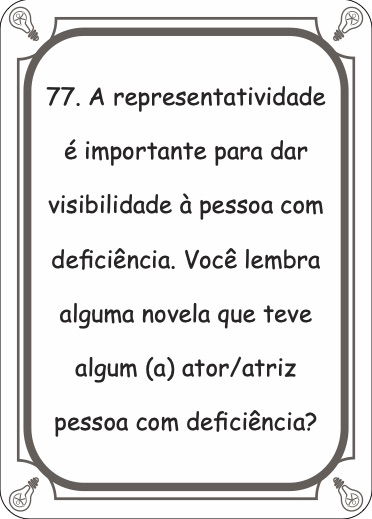 77. A representatividade
é importante para dar
visibilidade à pessoa com
deficiência. Você lembra
alguma novela que teve
algum (a) ator/atriz
pessoa com deficiência?